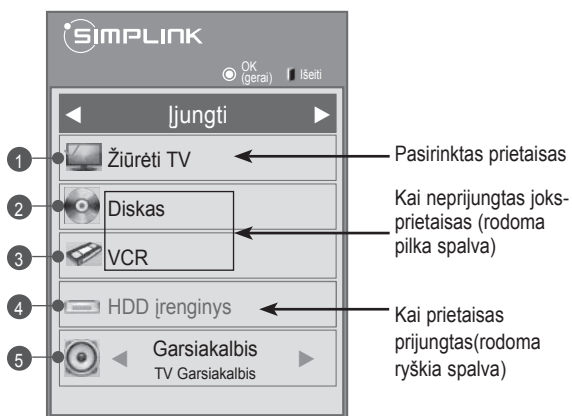 SIMPLINK
OK
(gerai)
Išeiti
Įjungti
1
Žiūrėti TV
2
Diskas
3
VCR
4
HDD įrenginys
5
Garsiakalbis
TV Garsiakalbis
Pasirinktas prietaisas
Kai neprijungtas joks-
prietaisas (rodoma
pilka spalva)
Kai prietaisas
prijungtas(rodoma
ryškia spalva)